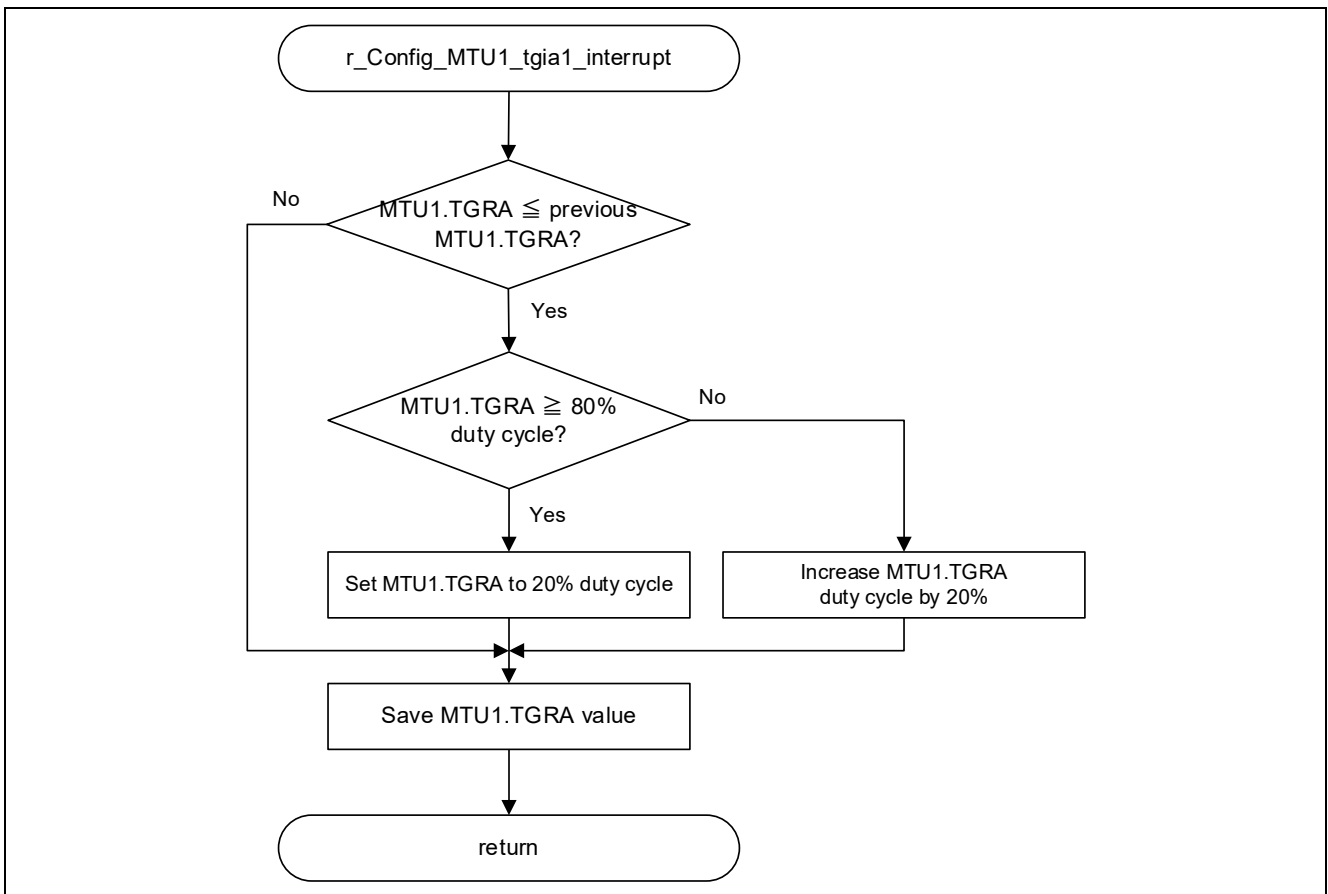 r_Config_MTU1_tgia1_interrupt
No
MTU1.TGRA ≦ previous
MTU1.TGRA?
Yes
MTU1.TGRA ≧ 80%
duty cycle?
No
Yes
Set MTU1.TGRA to 20% duty cycle
Increase MTU1.TGRA
duty cycle by 20%
Save MTU1.TGRA value
return